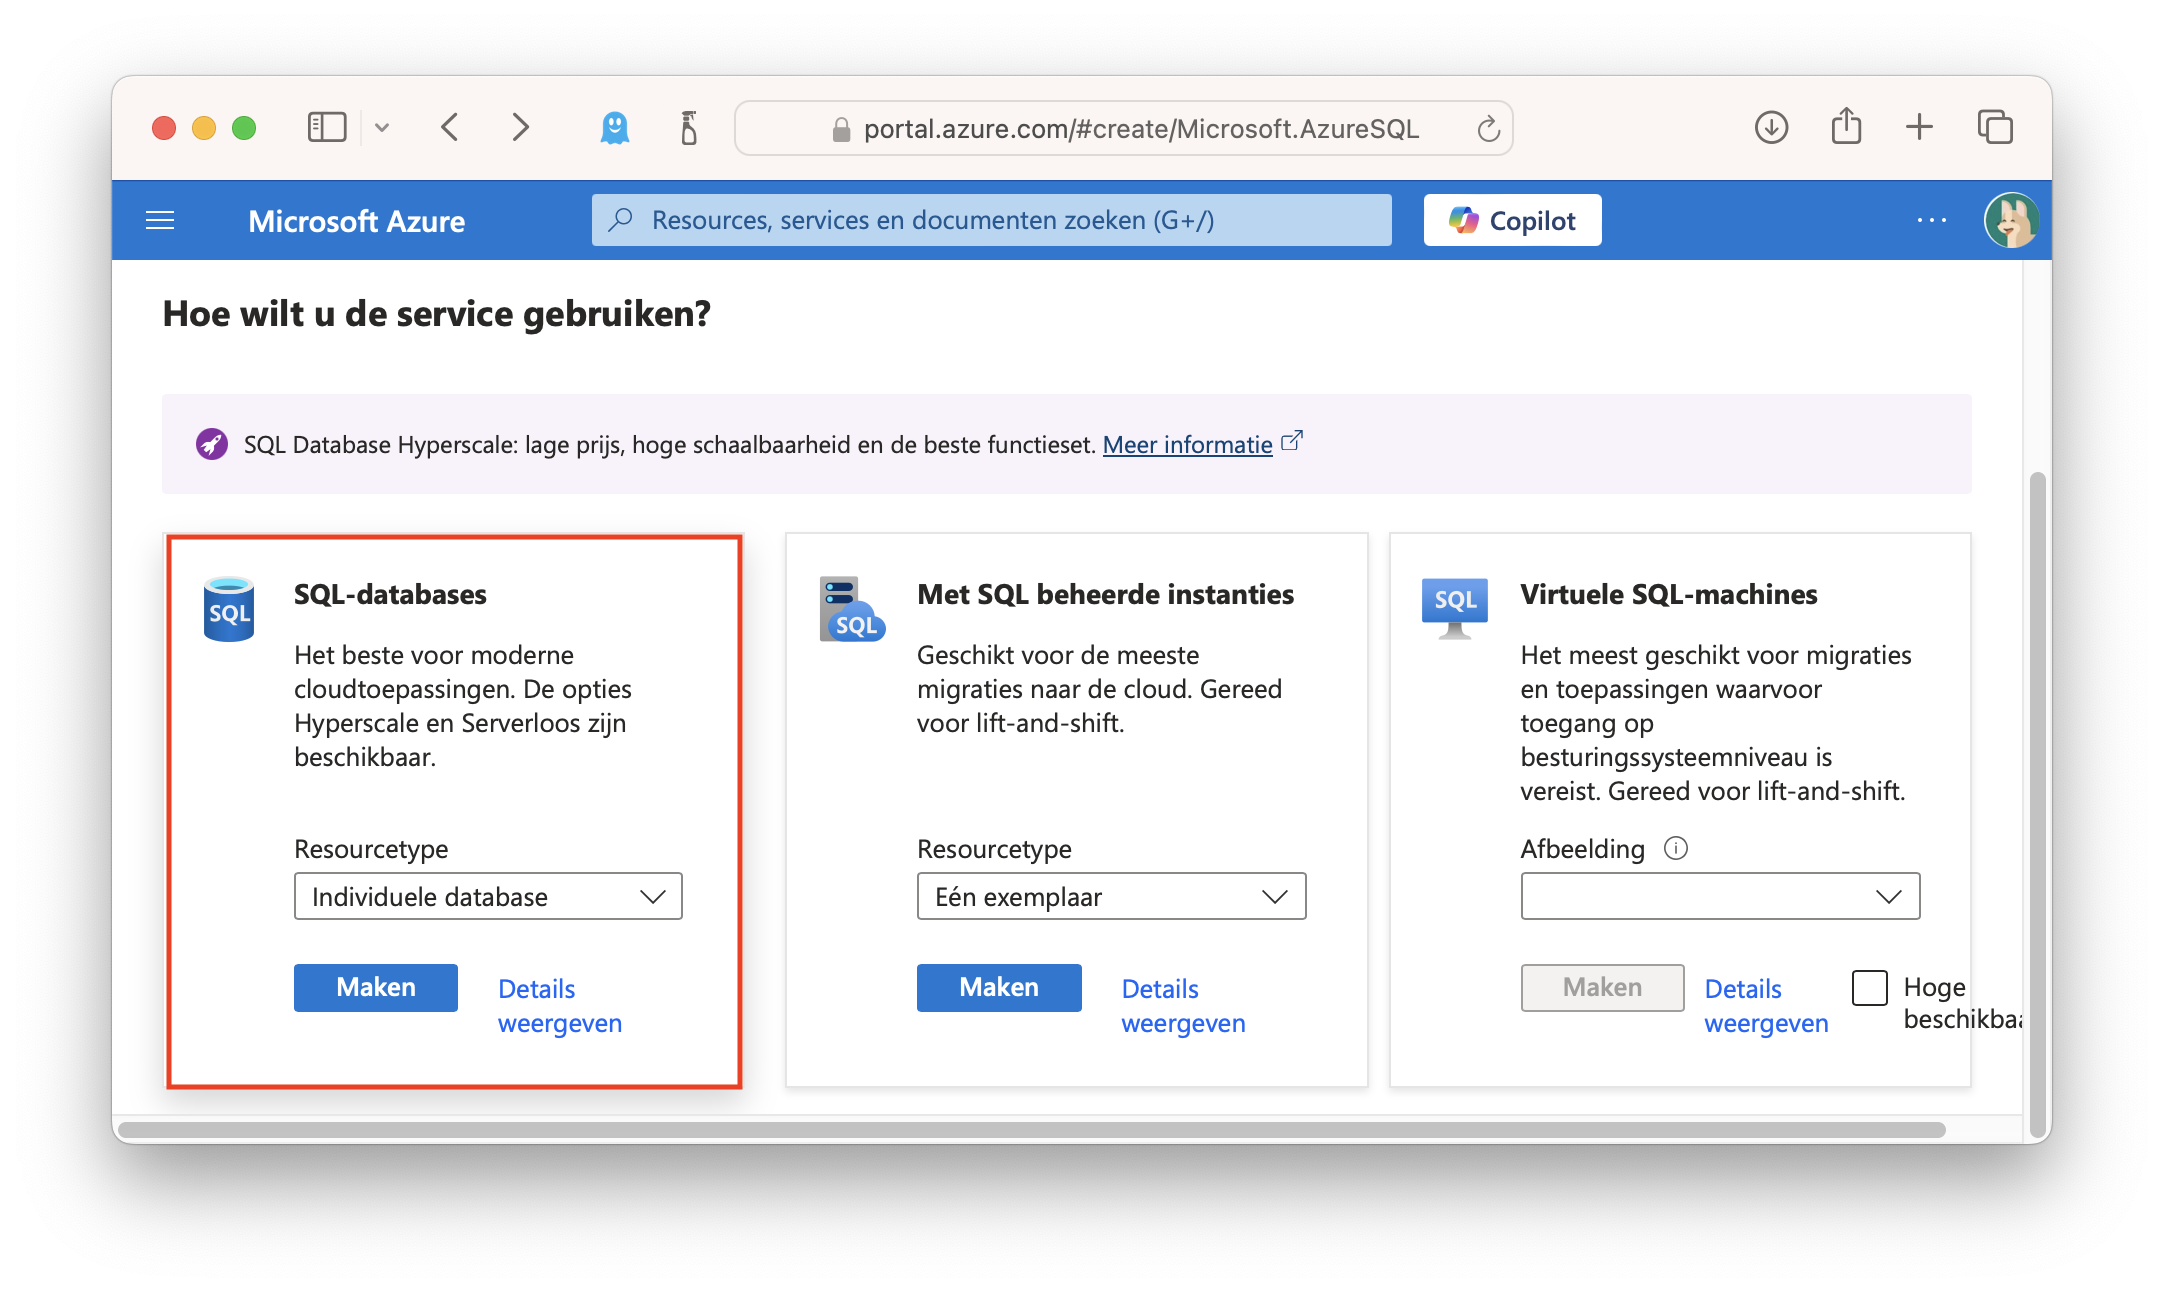 portal.azure.com/#create/Microsoft.AzureSQL
Microsoft Azure
Resources, services en documenten zoeken (G+/)
Copilot
Hoe wilt u de service gebruiken?
SQL Database Hyperscale: lage prijs, hoge schaalbaarheid en de beste functieset. Meer informatie
SQL
SQL-databases
Het beste voor moderne
cloudtoepassingen. De opties
Hyperscale en Serverloos zijn
beschikbaar.
Resourcetype
Individuele database
Maken
Details
weergeven
SQL
Met SQL beheerde instanties
Geschikt voor de meeste
migraties naar de cloud. Gereed
voor lift-and-shift.
Resourcetype
Eén exemplaar
Maken
Details
weergeven
SQL
Virtuele SQL-machines
Het meest geschikt voor migraties
en toepassingen waarvoor
toegang op
besturingssysteemniveau is
vereist. Gereed voor lift-and-shift.
Afbeelding
Maken
Details
weergeven
Hoge